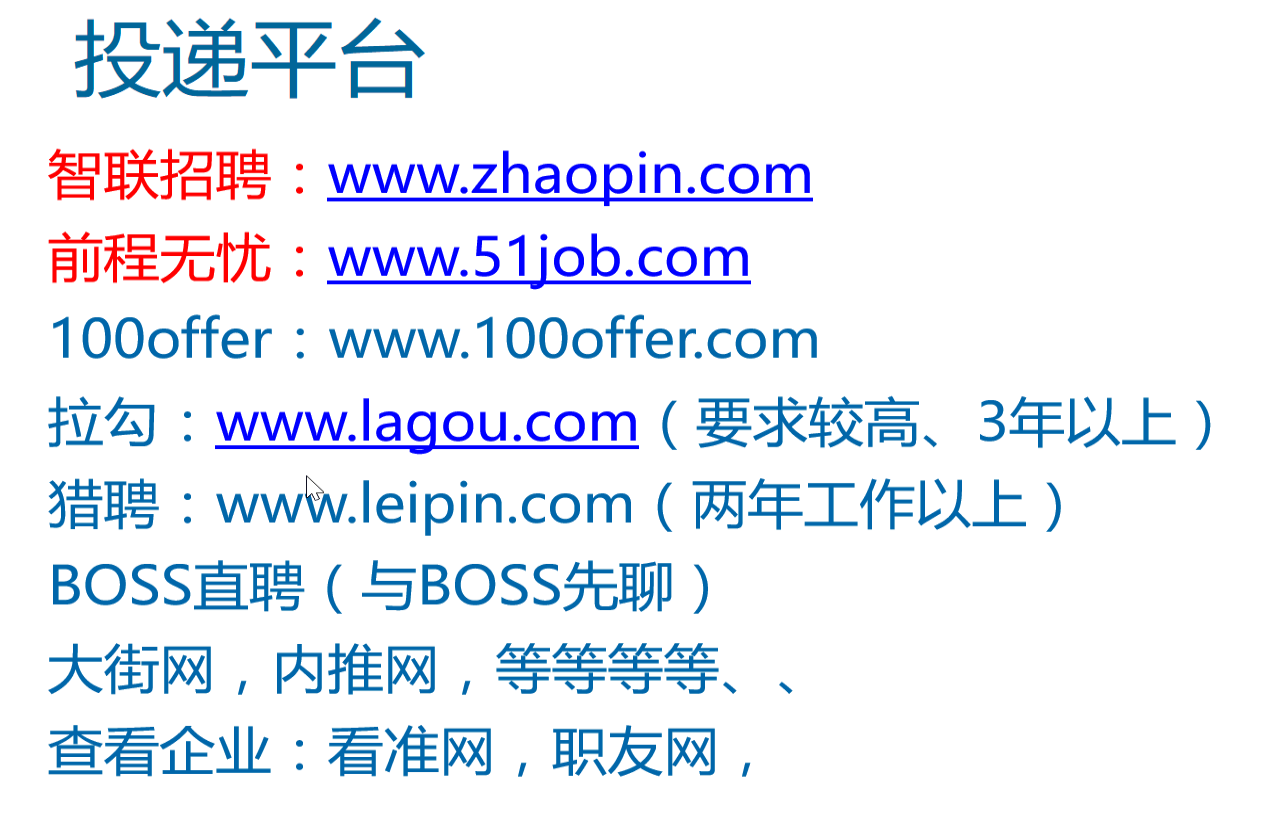 投递平台
智联招聘：www.zhaopin.com
前程无忧：www.51job.com
100offer：www.100offer.com
拉勾：www.lagou.com（要求较高、3年以上）
猎聘：www.leipin.com（两年工作以上）
BOSS直聘（与BOSS先聊）
大街网，内推网，等等等等、、
查看企业：看准网，职友网，